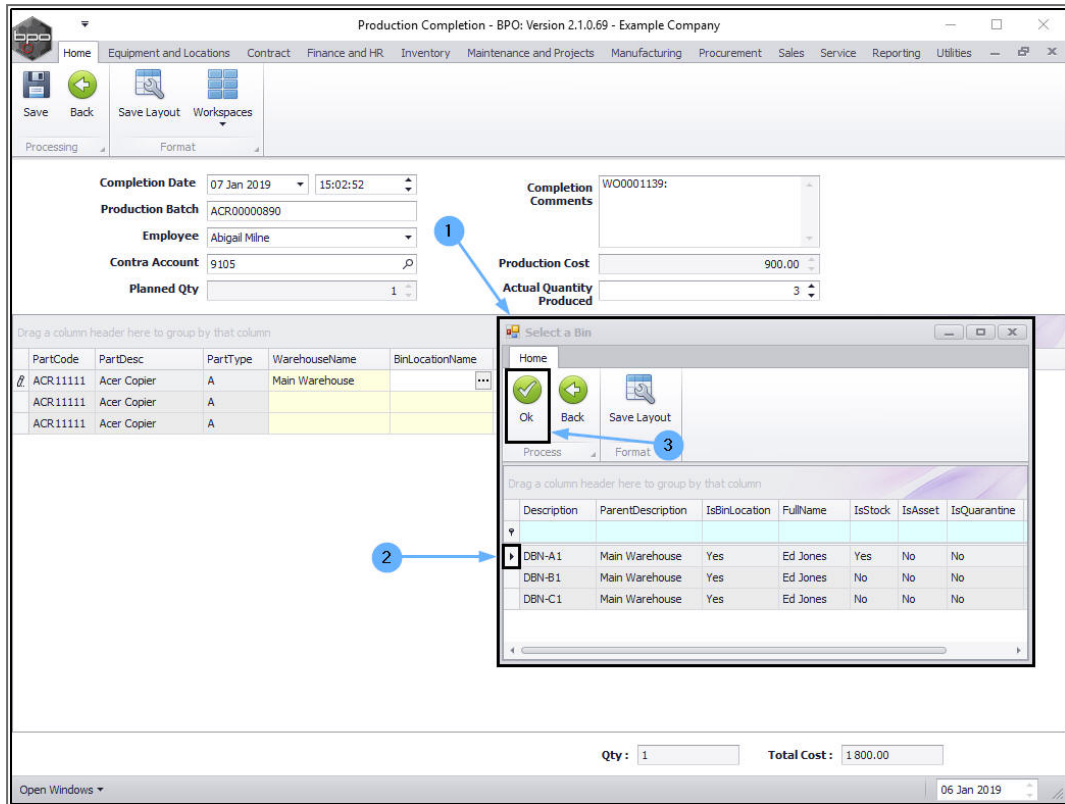 bpo
Production Completion - BPO: Version 2.1.0.69 - Example Company
Home Equipment and Locations Contract Finance and HR Inventory Maintenance and Projects Manufacturing Procurement Sales Service Reporting Utilities
Save Back Save Layout Workspaces
Processing Format
Completion Date 07 Jan 2019 15:02:52
Production Batch ACR00000890
Employee Abigail Milne
Contra Account 9105
Planned Qty 1
Completion Comments WO0001139:
Production Cost 900.00
Actual Quantity Produced 3
1
Drag a column header here to group by that column
PartCode PartDesc PartType WarehouseName BinLocationName
ACR11111 Acer Copier A Main Warehouse ...
ACR11111 Acer Copier A
ACR11111 Acer Copier A
Select a Bin
Home
Ok Back Save Layout
Process Format
3
Drag a column header here to group by that column
Description ParentDescription IsBinLocation FullName IsStock IsAsset IsQuarantine
2
DBN-A1 Main Warehouse Yes Ed Jones Yes No No
DBN-B1 Main Warehouse Yes Ed Jones No No No
DBN-C1 Main Warehouse Yes Ed Jones No No No
Qty : 1 Total Cost : 1 800.00
Open Windows 06 Jan 2019